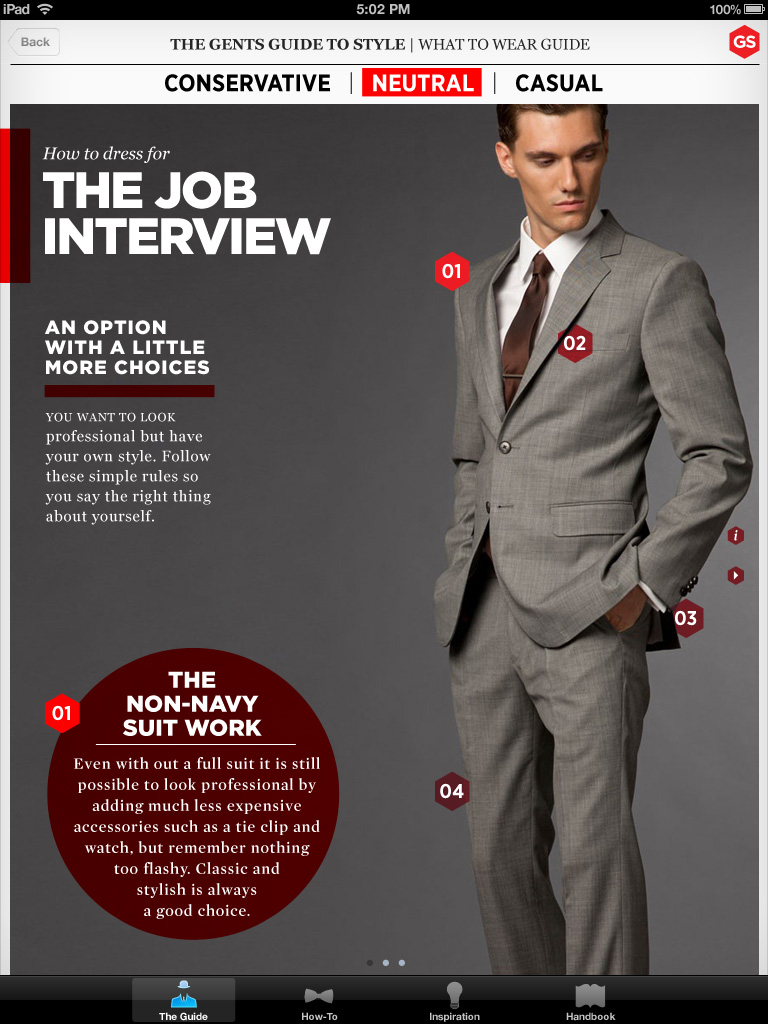 iPad 5:02 PM 100%
Back THE GENTS GUIDE TO STYLE | WHAT TO WEAR GUIDE GS
CONSERVATIVE | NEUTRAL | CASUAL
How to dress for
THE JOB
INTERVIEW
01
02
AN OPTION
WITH A LITTLE
MORE CHOICES
YOU WANT TO LOOK
professional but have
your own style. Follow
these simple rules so
you say the right thing
about yourself.
i
03
01
THE
NON-NAVY
SUIT WORK
Even with out a full suit it is still
possible to look professional by
adding much less expensive
accessories such as a tie clip and
watch, but remember nothing
too flashy. Classic and
stylish is always
a good choice.
04
The Guide How-To Inspiration Handbook